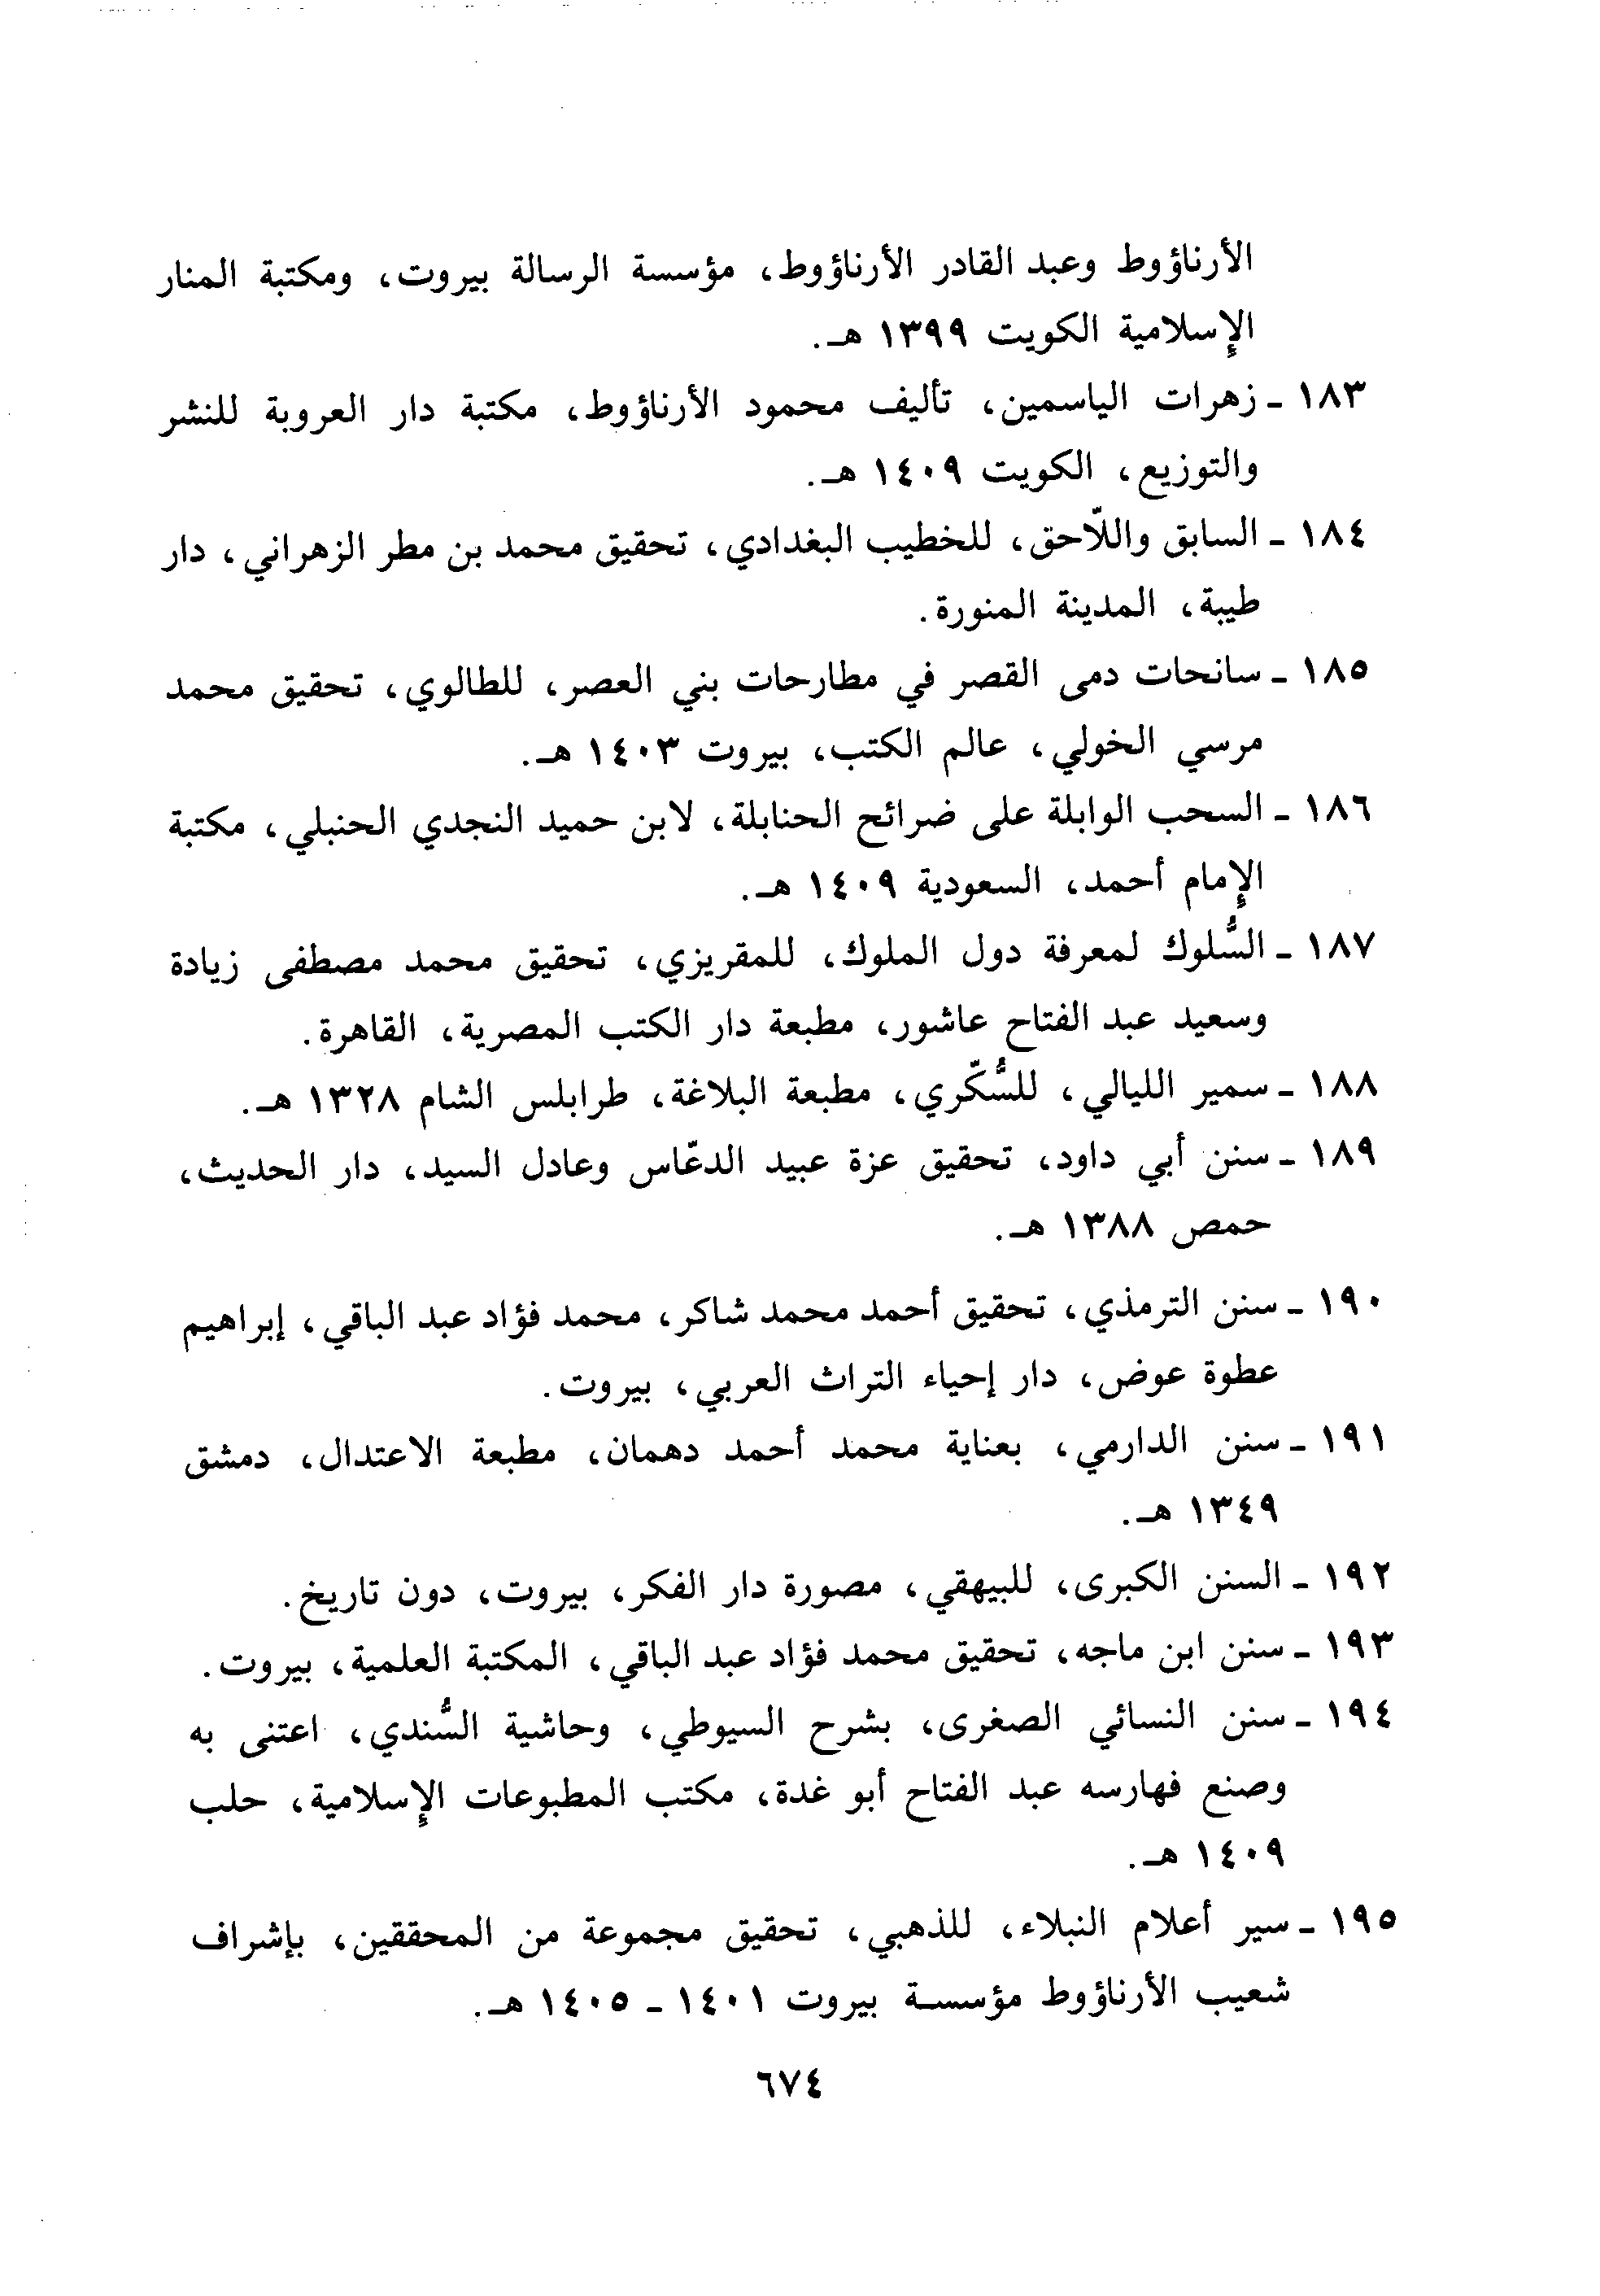 الأرناؤوط وعبد القادر الأرناؤوط، مؤسسة الرسالة بيروت، ومكتبة المنار
الإسلامية الكويت ١٣٩٩ هـ.
١٨٣ ـ زهرات الياسمين، تأليف محمود الأرناؤوط، مكتبة دار العروبة للنشر
والتوزيع، الكويت ١٤٠٩ هـ.
١٨٤ ـ السابق واللّاحق، للخطيب البغدادي، تحقيق محمد بن مطر الزهراني، دار
طيبة، المدينة المنورة.
١٨٥ ـ سانحات دمى القصر في مطارحات بني العصر، للطالوي، تحقيق محمد
مرسي الخولي، عالم الكتب، بيروت ١٤٠٣ هـ.
١٨٦ ـ السحب الوابلة على ضرائح الحنابلة، لابن حميد النجدي الحنبلي، مكتبة
الإمام أحمد، السعودية ١٤٠٩ هـ.
١٨٧ ـ السُّلوك لمعرفة دول الملوك، للمقريزي، تحقيق محمد مصطفى زيادة
وسعيد عبد الفتاح عاشور، مطبعة دار الكتب المصرية، القاهرة.
١٨٨ ـ سمير الليالي، للسُّكّري، مطبعة البلاغة، طرابلس الشام ١٣٢٨ هـ.
١٨٩ ـ سنن أبي داود، تحقيق عزة عبيد الدعّاس وعادل السيد، دار الحديث،
حمص ١٣٨٨ هـ.
١٩٠ ـ سنن الترمذي، تحقيق أحمد محمد شاكر، محمد فؤاد عبد الباقي، إبراهيم
عطوة عوض، دار إحياء التراث العربي، بيروت.
١٩١ ـ سنن الدارمي، بعناية محمد أحمد دهمان، مطبعة الاعتدال، دمشق
١٣٤٩ هـ.
١٩٢ ـ السنن الكبرى، للبيهقي، مصورة دار الفكر، بيروت، دون تاريخ.
١٩٣ ـ سنن ابن ماجه، تحقيق محمد فؤاد عبد الباقي، المكتبة العلمية، بيروت.
١٩٤ ـ سنن النسائي الصغرى، بشرح السيوطي، وحاشية السُّندي، اعتنى به
وصنع فهارسه عبد الفتاح أبو غدة، مكتب المطبوعات الإسلامية، حلب
١٤٠٩ هـ.
١٩٥ ـ سير أعلام النبلاء، للذهبي، تحقيق مجموعة من المحققين، بإشراف
شعيب الأرناؤوط مؤسسة بيروت ١٤٠١ ـ ١٤٠٥ هـ.
٦٧٤